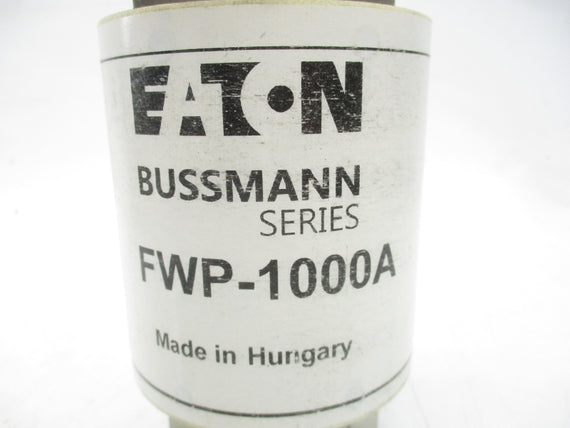 EATON
BUSSMANN
SERIES
FWP-1000A
Made in Hungary